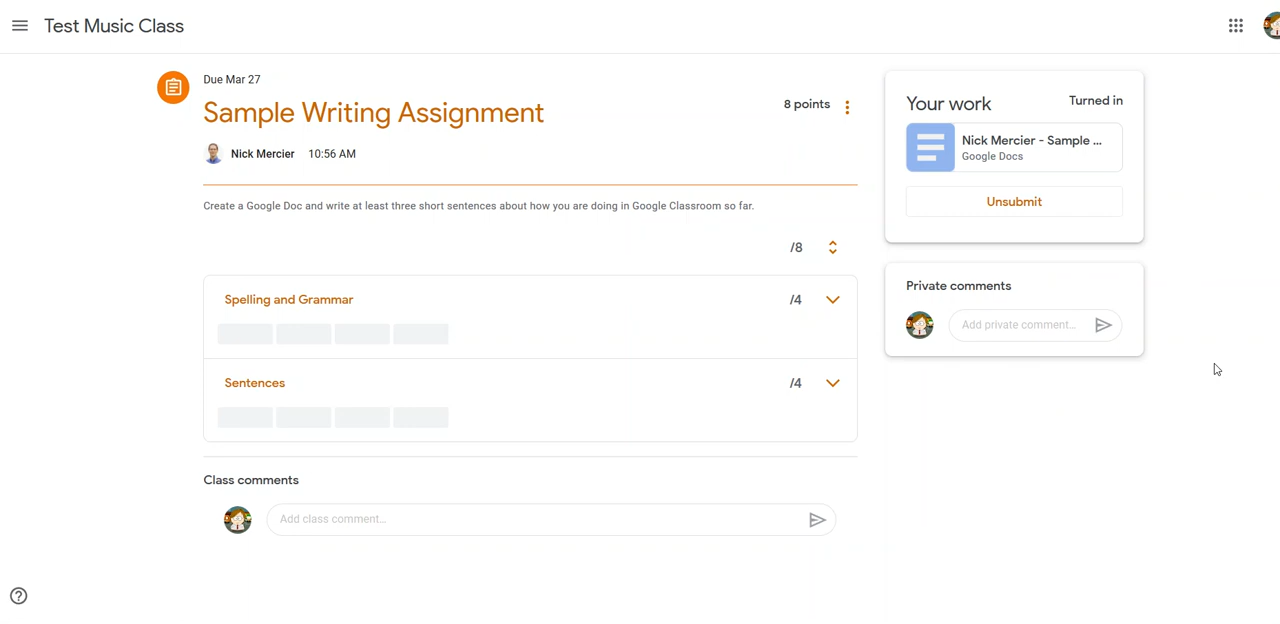 Test Music Class
Due Mar 27
Sample Writing Assignment
8 points
Nick Mercier 10:56 AM
Create a Google Doc and write at least three short sentences about how you are doing in Google Classroom so far.
/8
Spelling and Grammar /4
Sentences /4
Class comments
Add class comment...
Your work Turned in
Nick Mercier - Sample ...
Google Docs
Unsubmit
Private comments
Add private comment...